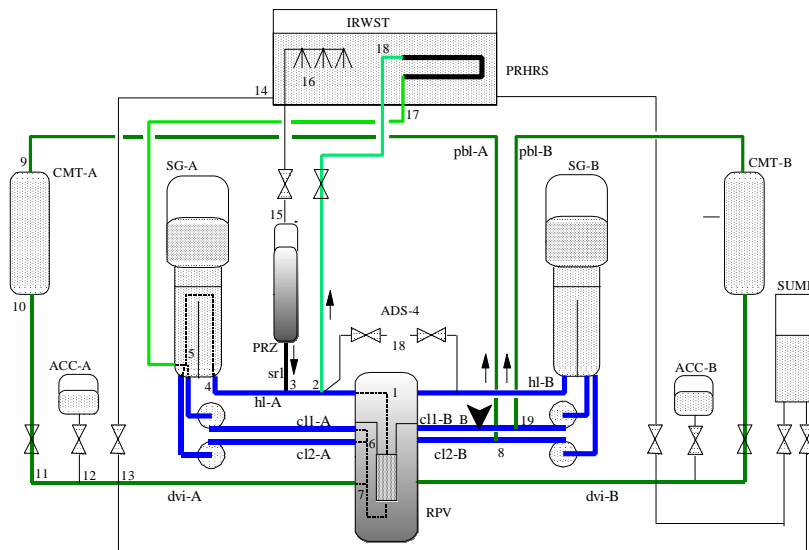 IRWST
18
16
PRHRS
14
17
pbl-A
pbl-B
9
CMT-A
SG-A
SG-B
CMT-B
15
10
SUMP
ADS-4
18
PRZ
5
4
srl
3
2
1
ACC-A
hl-A
hl-B
ACC-B
cl1-A
cl1-B
B
19
6
cl2-A
cl2-B
8
11
12
13
7
dvi-A
dvi-B
RPV